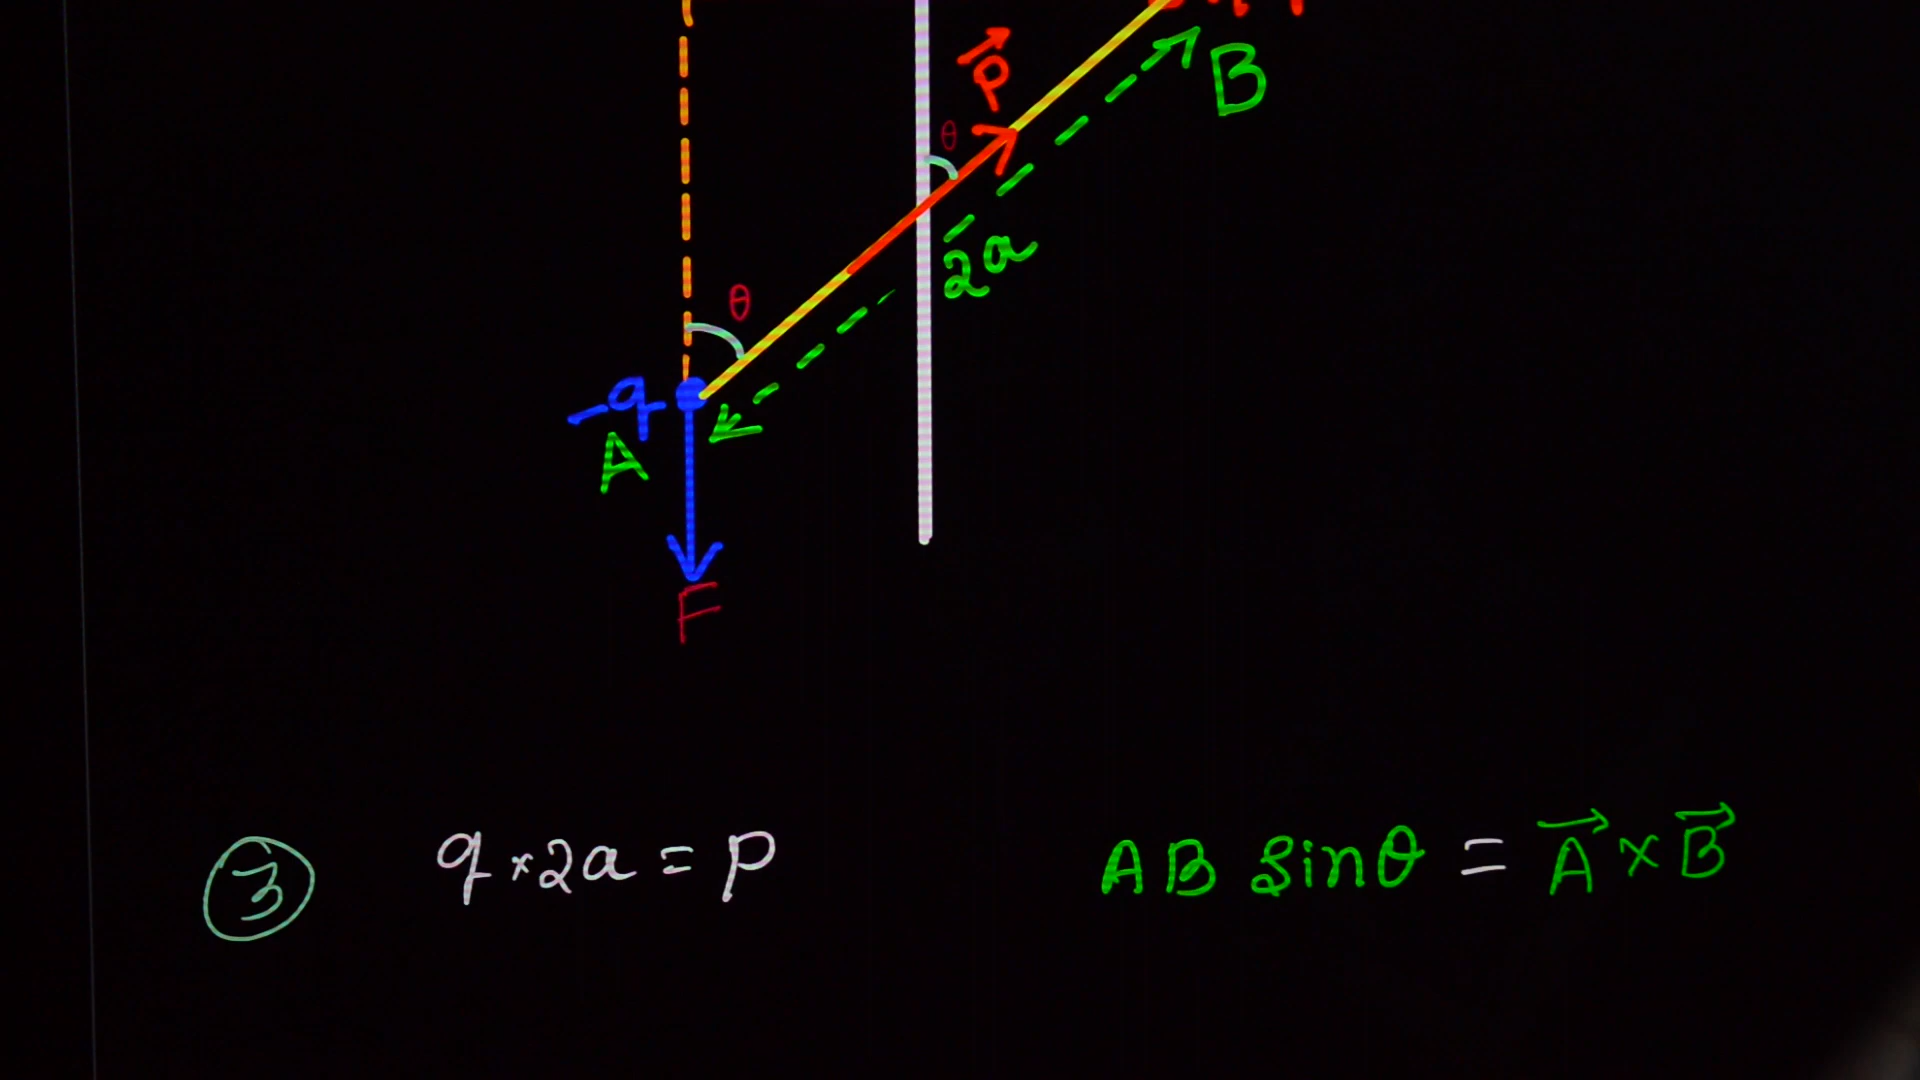 p
B
θ
2a
θ
-q
A
F
3 q × 2a = p
AB sinθ = A × B